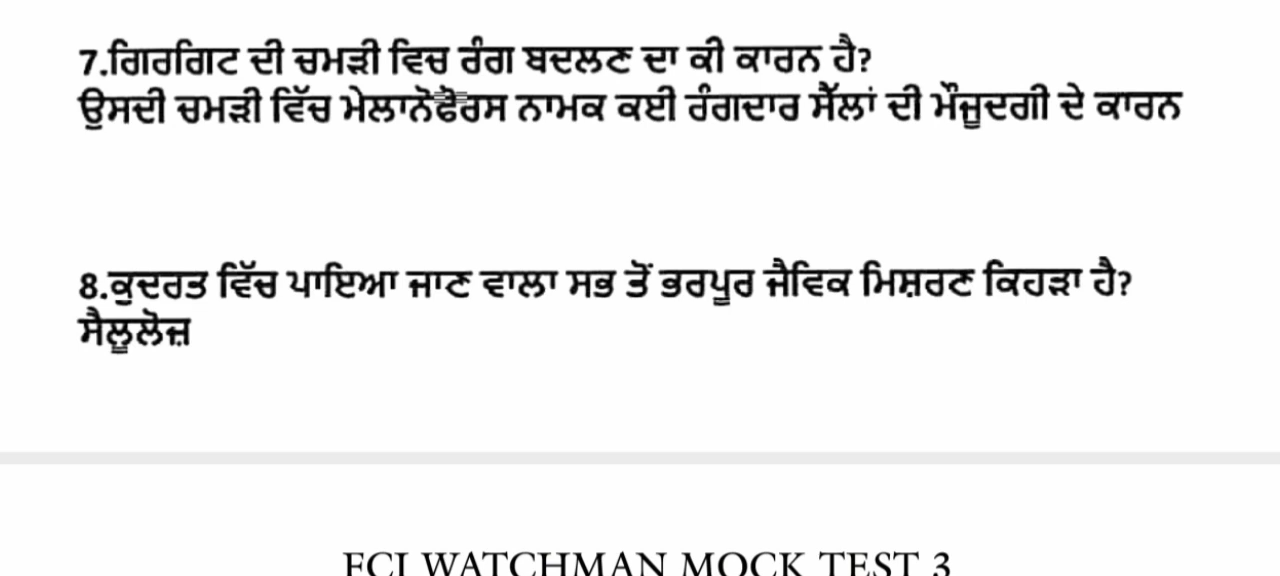 7.ਗਿਰਗਿਟ ਦੀ ਚਮੜੀ ਵਿਚ ਰੰਗ ਬਦਲਣ ਦਾ ਕੀ ਕਾਰਨ ਹੈ?
ਉਸਦੀ ਚਮੜੀ ਵਿੱਚ ਮੇਲਾਨੋਫੋਰਸ ਨਾਮਕ ਕਈ ਰੰਗਦਾਰ ਸੈੱਲਾਂ ਦੀ ਮੌਜੂਦਗੀ ਦੇ ਕਾਰਨ
8.ਕੁਦਰਤ ਵਿੱਚ ਪਾਇਆ ਜਾਣ ਵਾਲਾ ਸਭ ਤੋਂ ਭਰਪੂਰ ਜੈਵਿਕ ਮਿਸ਼ਰਣ ਕਿਹੜਾ ਹੈ?
ਸੈਲੂਲੋਜ਼
FCI WATCHMAN MOCK TEST 3